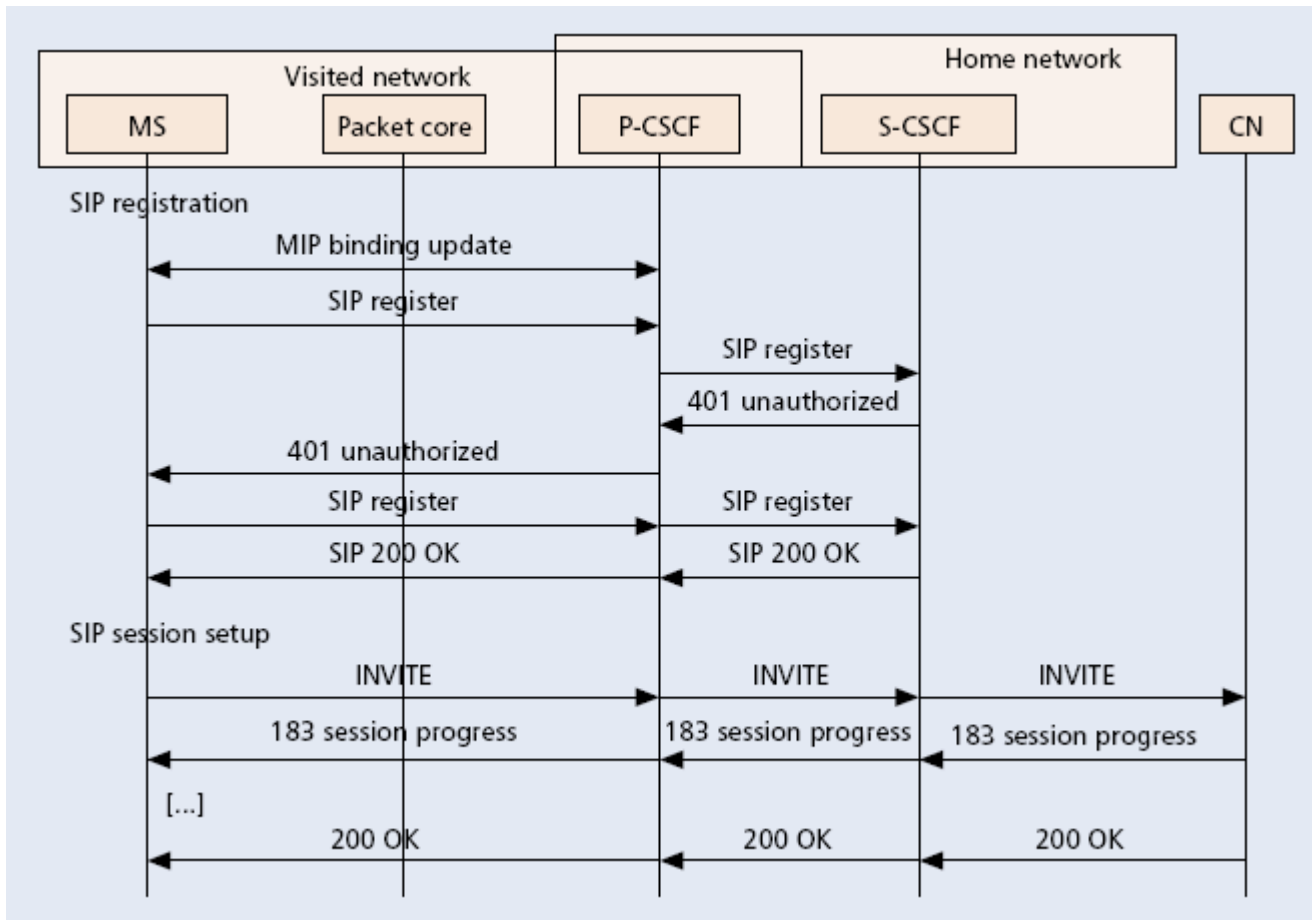 Home network
Visited network
MS
Packet core
P-CSCF
S-CSCF
CN
SIP registration
MIP binding update
SIP register
SIP register
401 unauthorized
401 unauthorized
SIP register
SIP register
SIP 200 OK
SIP 200 OK
SIP session setup
INVITE
INVITE
INVITE
183 session progress
183 session progress
183 session progress
[...]
200 OK
200 OK
200 OK